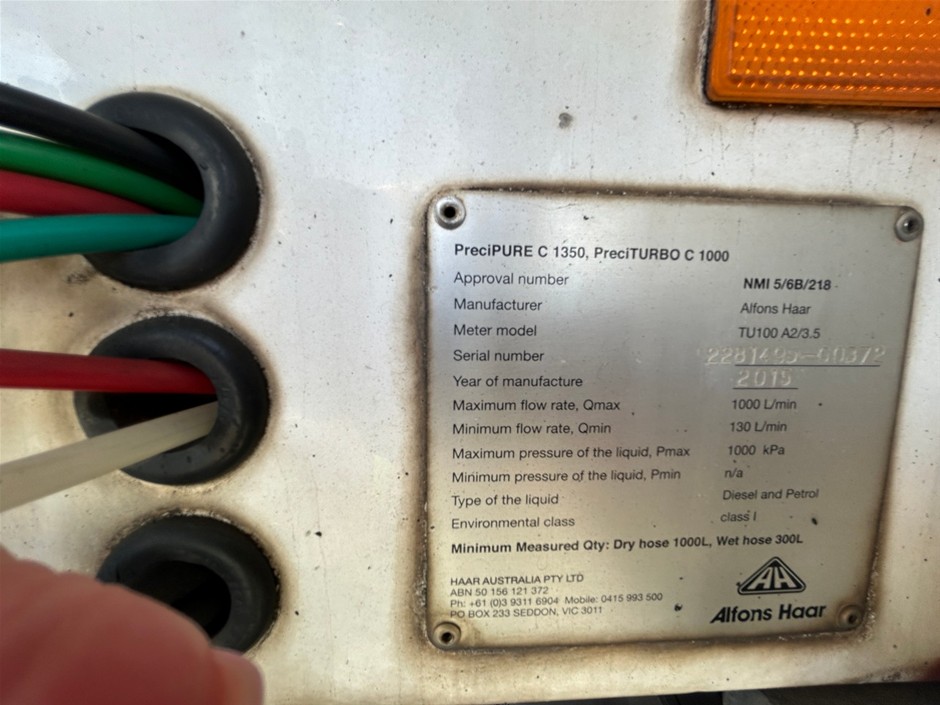 PreciPURE C 1350, PreciTURBO C 1000
Approval number NMI 5/6B/218
Manufacturer Alfons Haar
Meter model TU100 A2/3.5
Serial number 2281495-00372
Year of manufacture 2015
Maximum flow rate, Qmax 1000 L/min
Minimum flow rate, Qmin 130 L/min
Maximum pressure of the liquid, Pmax 1000 kPa
Minimum pressure of the liquid, Pmin n/a
Type of the liquid Diesel and Petrol
Environmental class class I
Minimum Measured Qty: Dry hose 1000L, Wet hose 300L
HAAR AUSTRALIA PTY LTD
ABN 50 156 121 372
Ph: +61 (0)3 9311 6904 Mobile: 0415 993 500
PO BOX 233 SEDDON, VIC 3011
AH
Alfons Haar